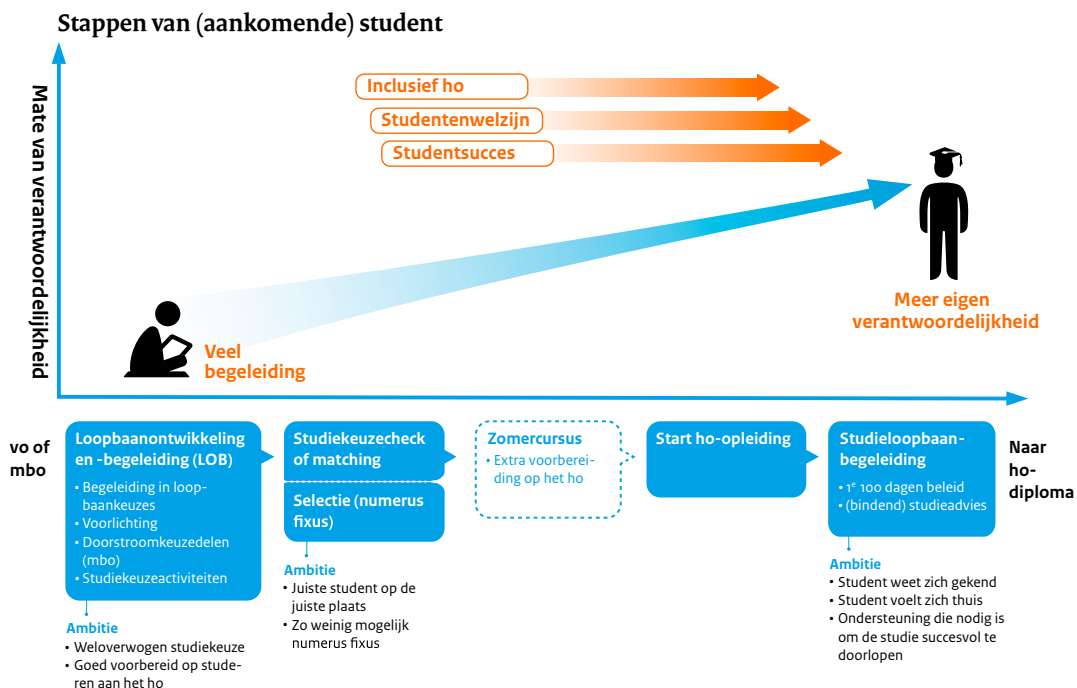 Stappen van (aankomende) student
Mate van verantwoordelijkheid
Inclusief ho
Studentenwelzijn
Studentsucces
Veel
begeleiding
Meer eigen
verantwoordelijkheid
vo of
mbo
Loopbaanontwikkeling
en -begeleiding (LOB)
• Begeleiding in loop-
baankeuzes
• Voorlichting
• Doorstroomkeuzedelen
(mbo)
• Studiekeuzeactiviteiten
Ambitie
• Weloverwogen studiekeuze
• Goed voorbereid op stude-
ren aan het ho
Studiekeuzecheck
of matching
Selectie (numerus
fixus)
Ambitie
• Juiste student op de
juiste plaats
• Zo weinig mogelijk
numerus fixus
Zomercursus
• Extra voorberei-
ding op het ho
Start ho-opleiding
Studieloopbaan-
begeleiding
• 1e 100 dagen beleid
• (bindend) studieadvies
Ambitie
• Student weet zich gekend
• Student voelt zich thuis
• Ondersteuning die nodig is
om de studie succesvol te
doorlopen
Naar
ho-
diploma